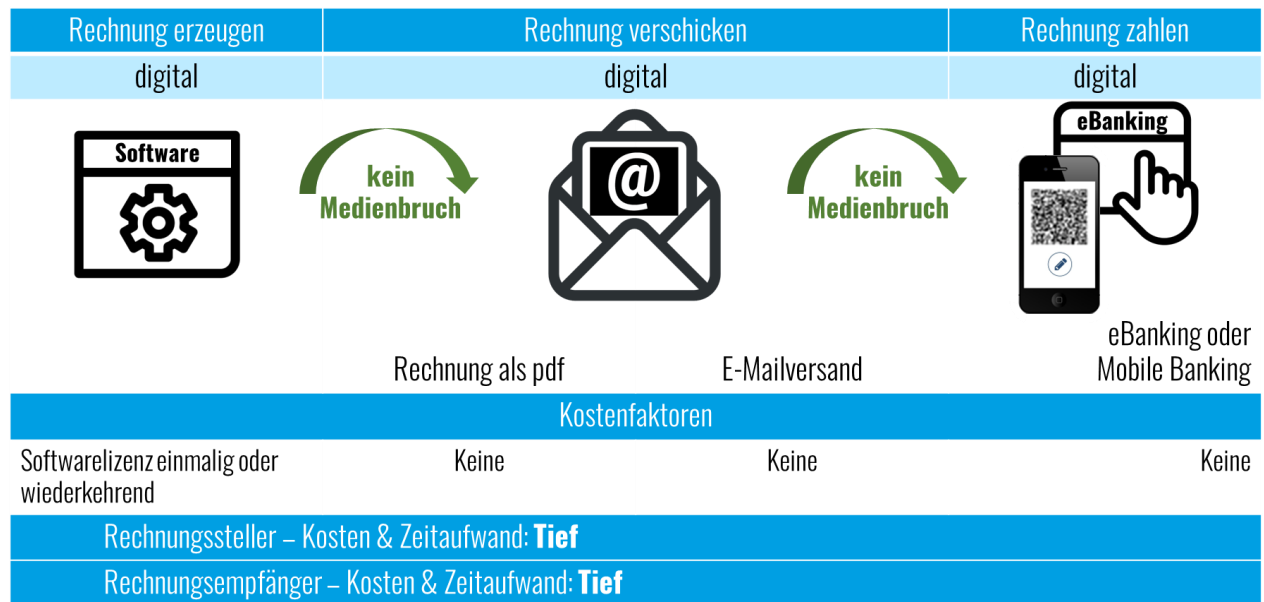 Rechnung erzeugen
Rechnung verschicken
Rechnung zahlen
digital
digital
digital
Software
kein
Medienbruch
@
kein
Medienbruch
eBanking
Rechnung als pdf
E-Mailversand
eBanking oder
Mobile Banking
Kostenfaktoren
Softwarelizenz einmalig oder
wiederkehrend
Keine
Keine
Keine
Rechnungssteller – Kosten & Zeitaufwand: Tief
Rechnungsempfänger – Kosten & Zeitaufwand: Tief